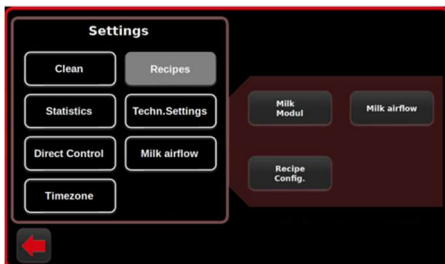 Settings
Clean
Recipes
Statistics
Techn.Settings
Direct Control
Milk airflow
Timezone
Milk
Modul
Milk airflow
Recipe
Config.